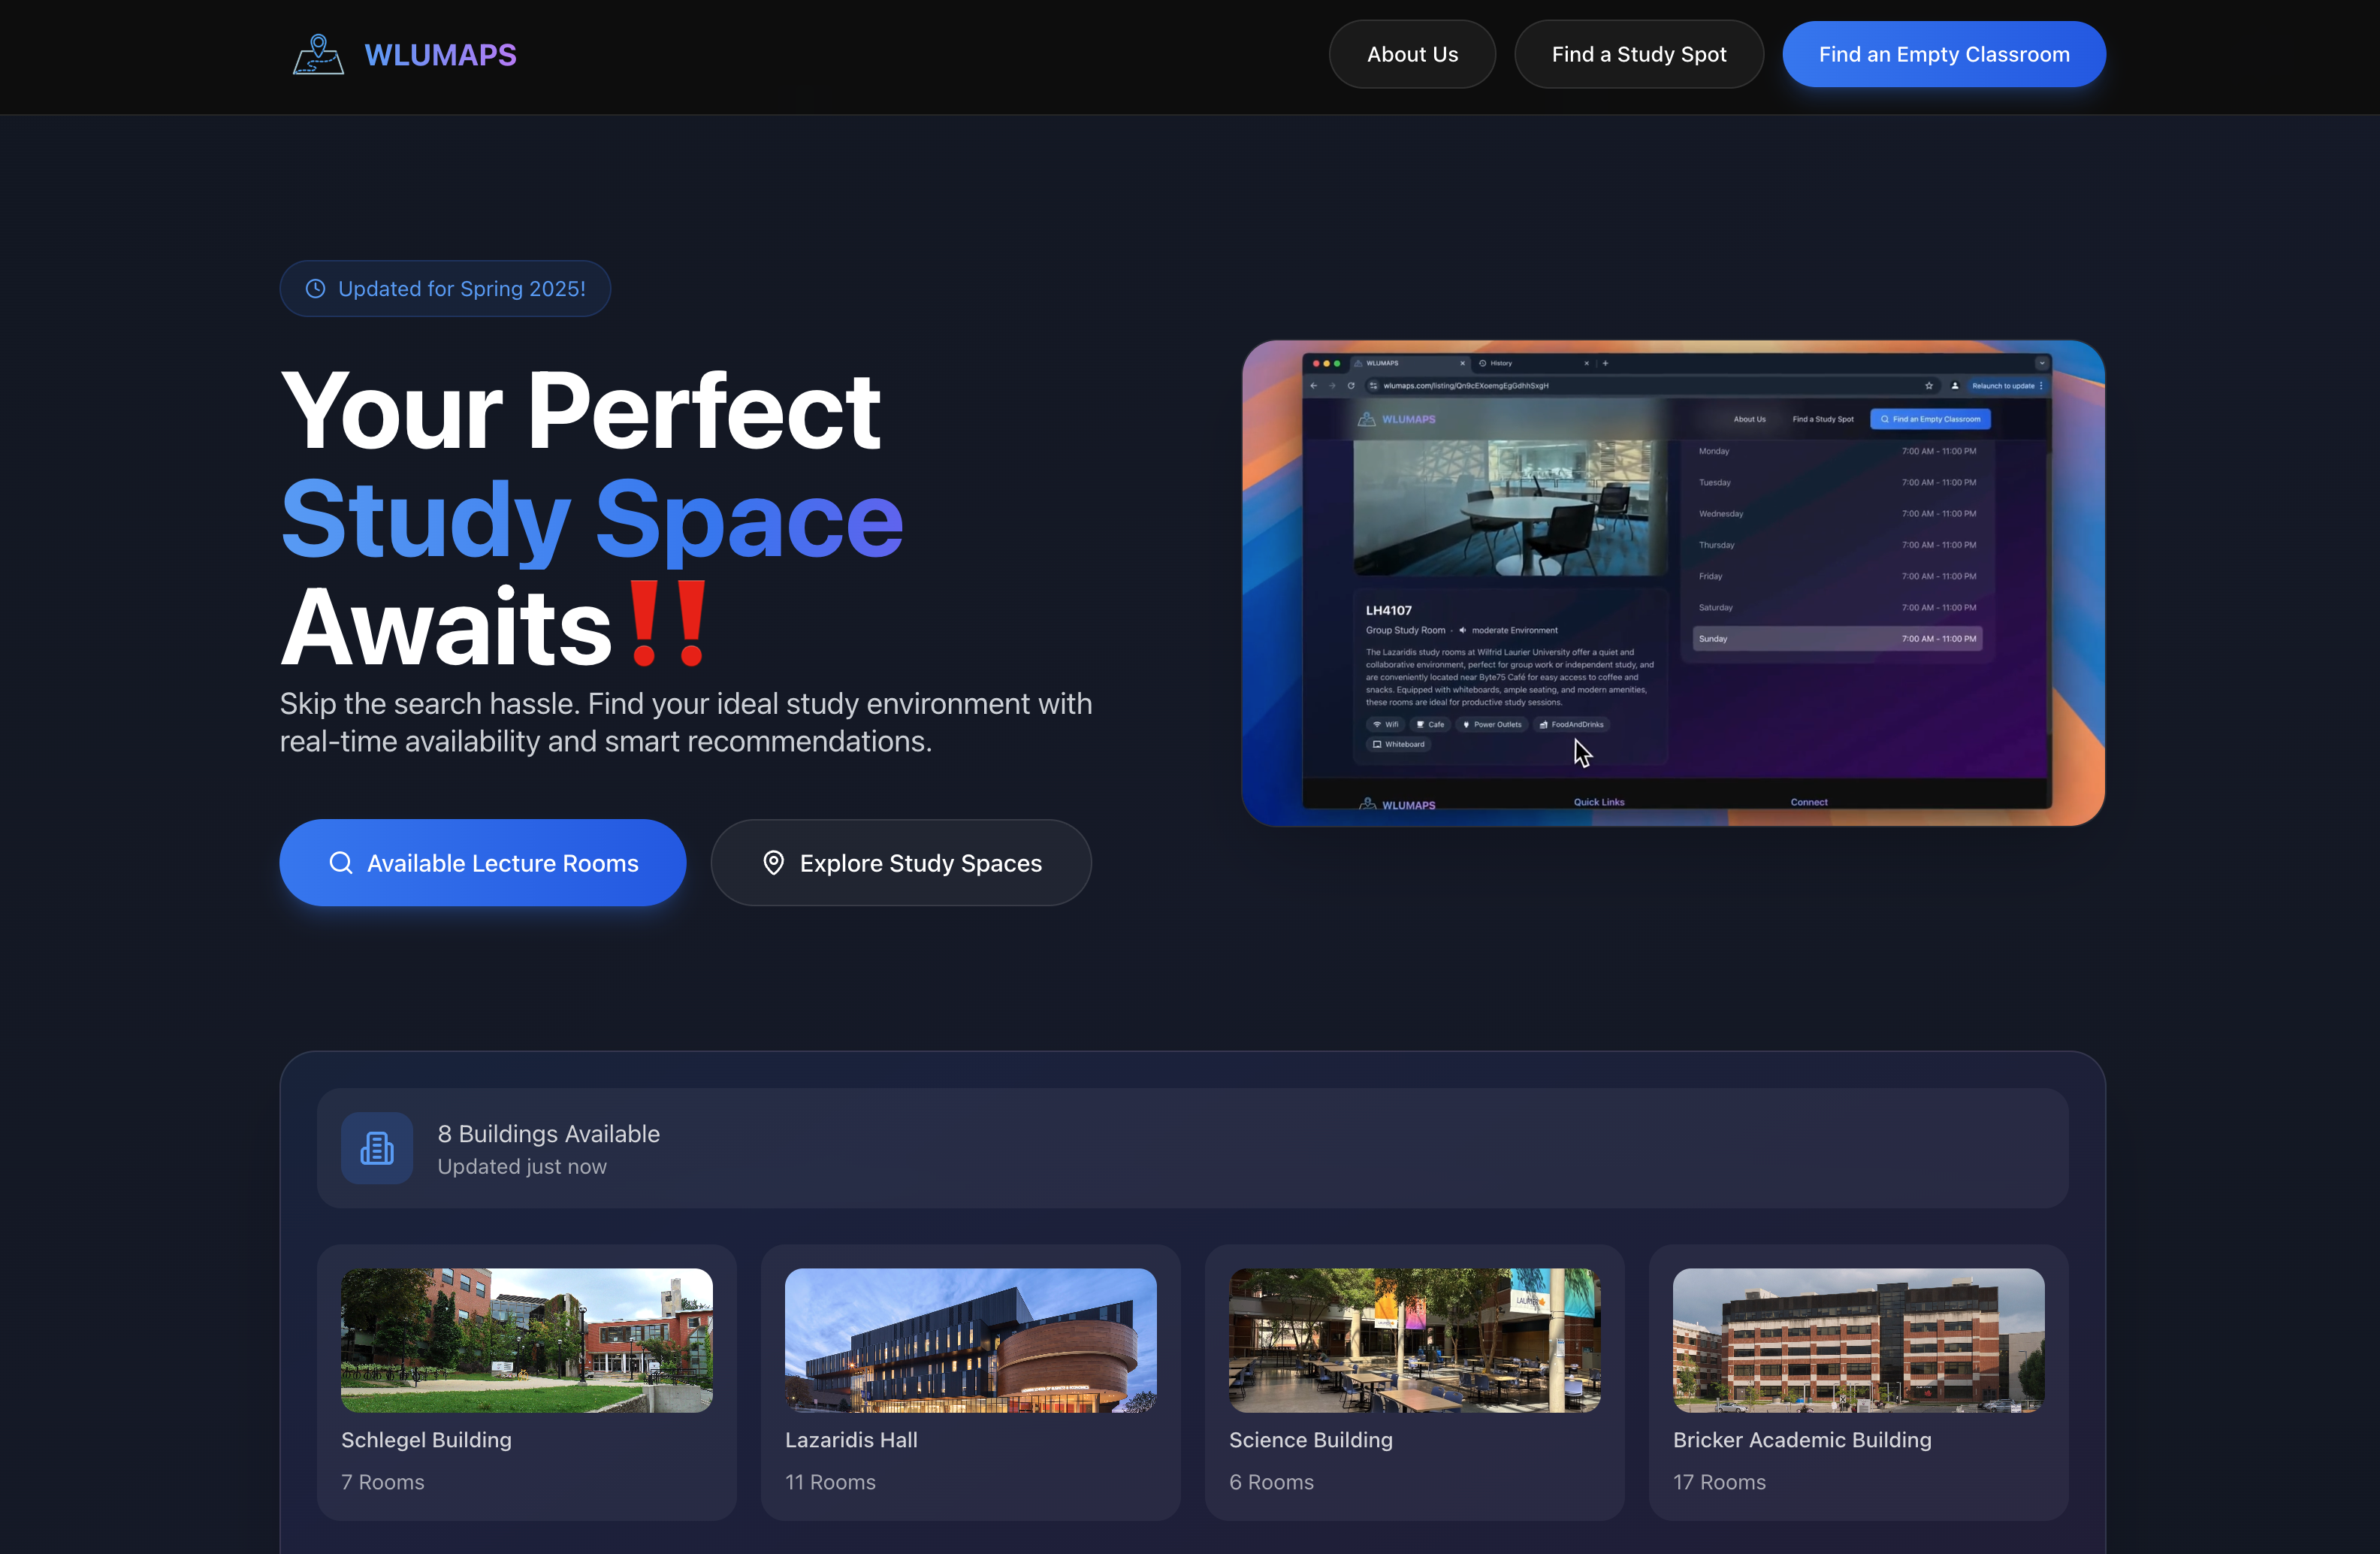 WLUMAPS
About Us
Find a Study Spot
Find an Empty Classroom
Updated for Spring 2025!
Your Perfect
Study Space
Awaits‼️
Skip the search hassle. Find your ideal study environment with
real-time availability and smart recommendations.
Available Lecture Rooms
Explore Study Spaces
WLUMAPS
History
wlumaps.com/listing/Qn9cEXoemgEgGdhhSxgH
Relaunch to update
WLUMAPS
About Us
Find a Study Spot
Find an Empty Classroom
Monday 7:00 AM - 11:00 PM
Tuesday 7:00 AM - 11:00 PM
Wednesday 7:00 AM - 11:00 PM
Thursday 7:00 AM - 11:00 PM
Friday 7:00 AM - 11:00 PM
Saturday 7:00 AM - 11:00 PM
Sunday 7:00 AM - 11:00 PM
LH4107
Group Study Room · moderate Environment
The Lazaridis study rooms at Wilfrid Laurier University offer a quiet and
collaborative environment, perfect for group work or independent study, and
are conveniently located near Byte75 Café for easy access to coffee and
snacks. Equipped with whiteboards, ample seating, and modern amenities,
these rooms are ideal for productive study sessions.
Wifi
Cafe
Power Outlets
FoodAndDrinks
Whiteboard
WLUMAPS
Quick Links
Connect
8 Buildings Available
Updated just now
LAURIER
Schlegel Building
7 Rooms
Lazaridis Hall
11 Rooms
Science Building
6 Rooms
Bricker Academic Building
17 Rooms